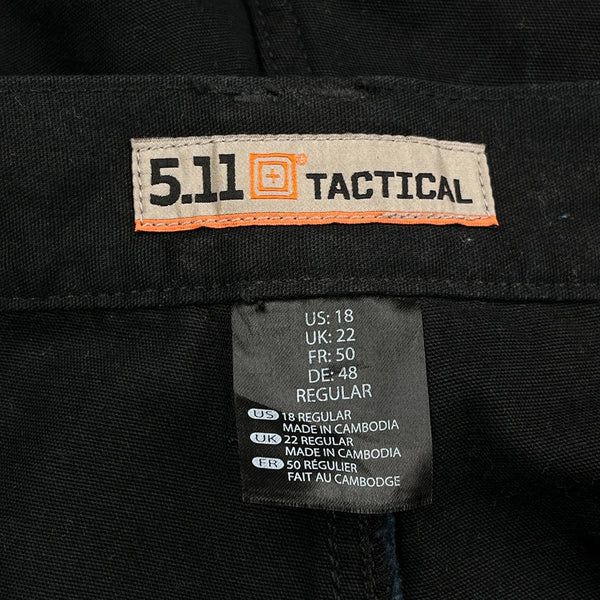 5.11® TACTICAL
US: 18
UK: 22
FR: 50
DE: 48
REGULAR
US 18 REGULAR
MADE IN CAMBODIA
UK 22 REGULAR
MADE IN CAMBODIA
FR 50 RÉGULIER
FAIT AU CAMBODGE